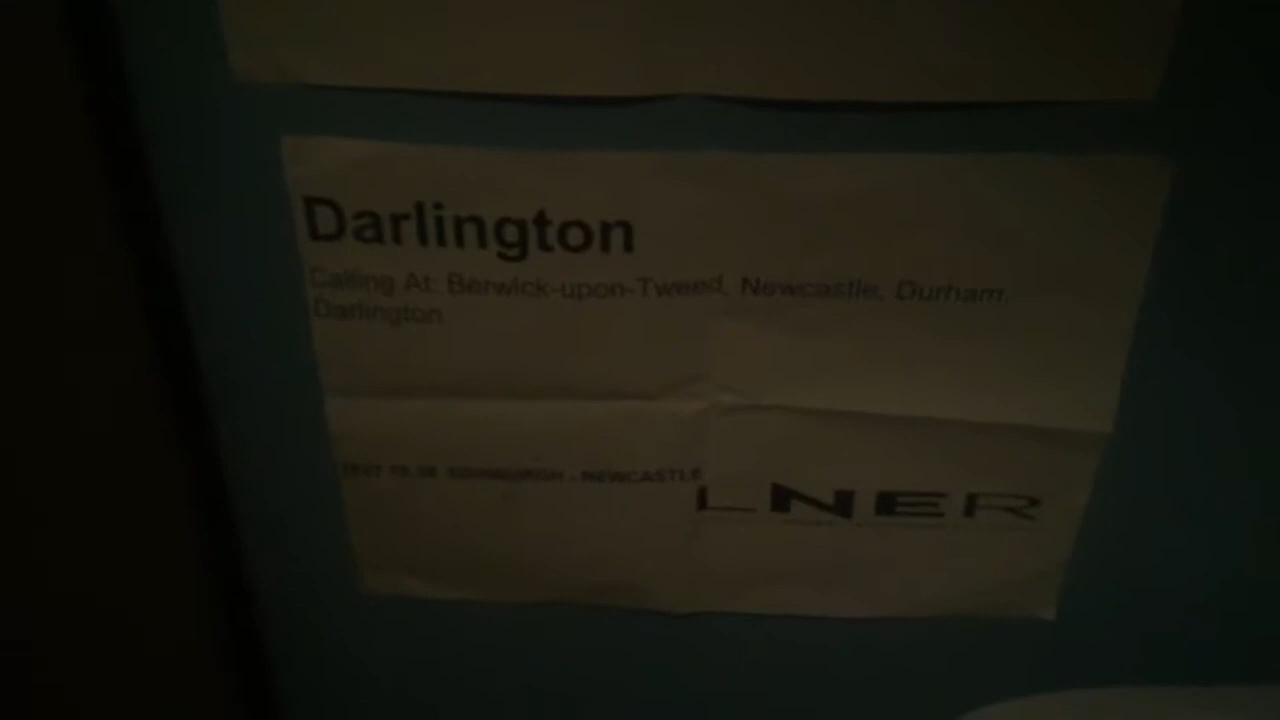 Darlington
Calling At: Berwick-upon-Tweed, Newcastle, Durham,
Darlington
EDINBURGH - NEWCASTLE
LNER